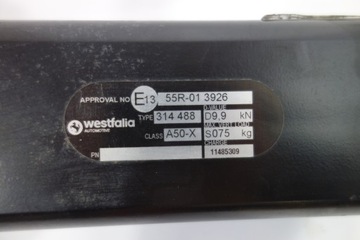 APPROVAL NO E13 55R-01 3926
D-VALUE
westfalia TYPE 314 488 D9,9 kN
AUTOMOTIVE MAX VERT LOAD
CLASS A50-X S075 kg
CHARGE
PN 11485309